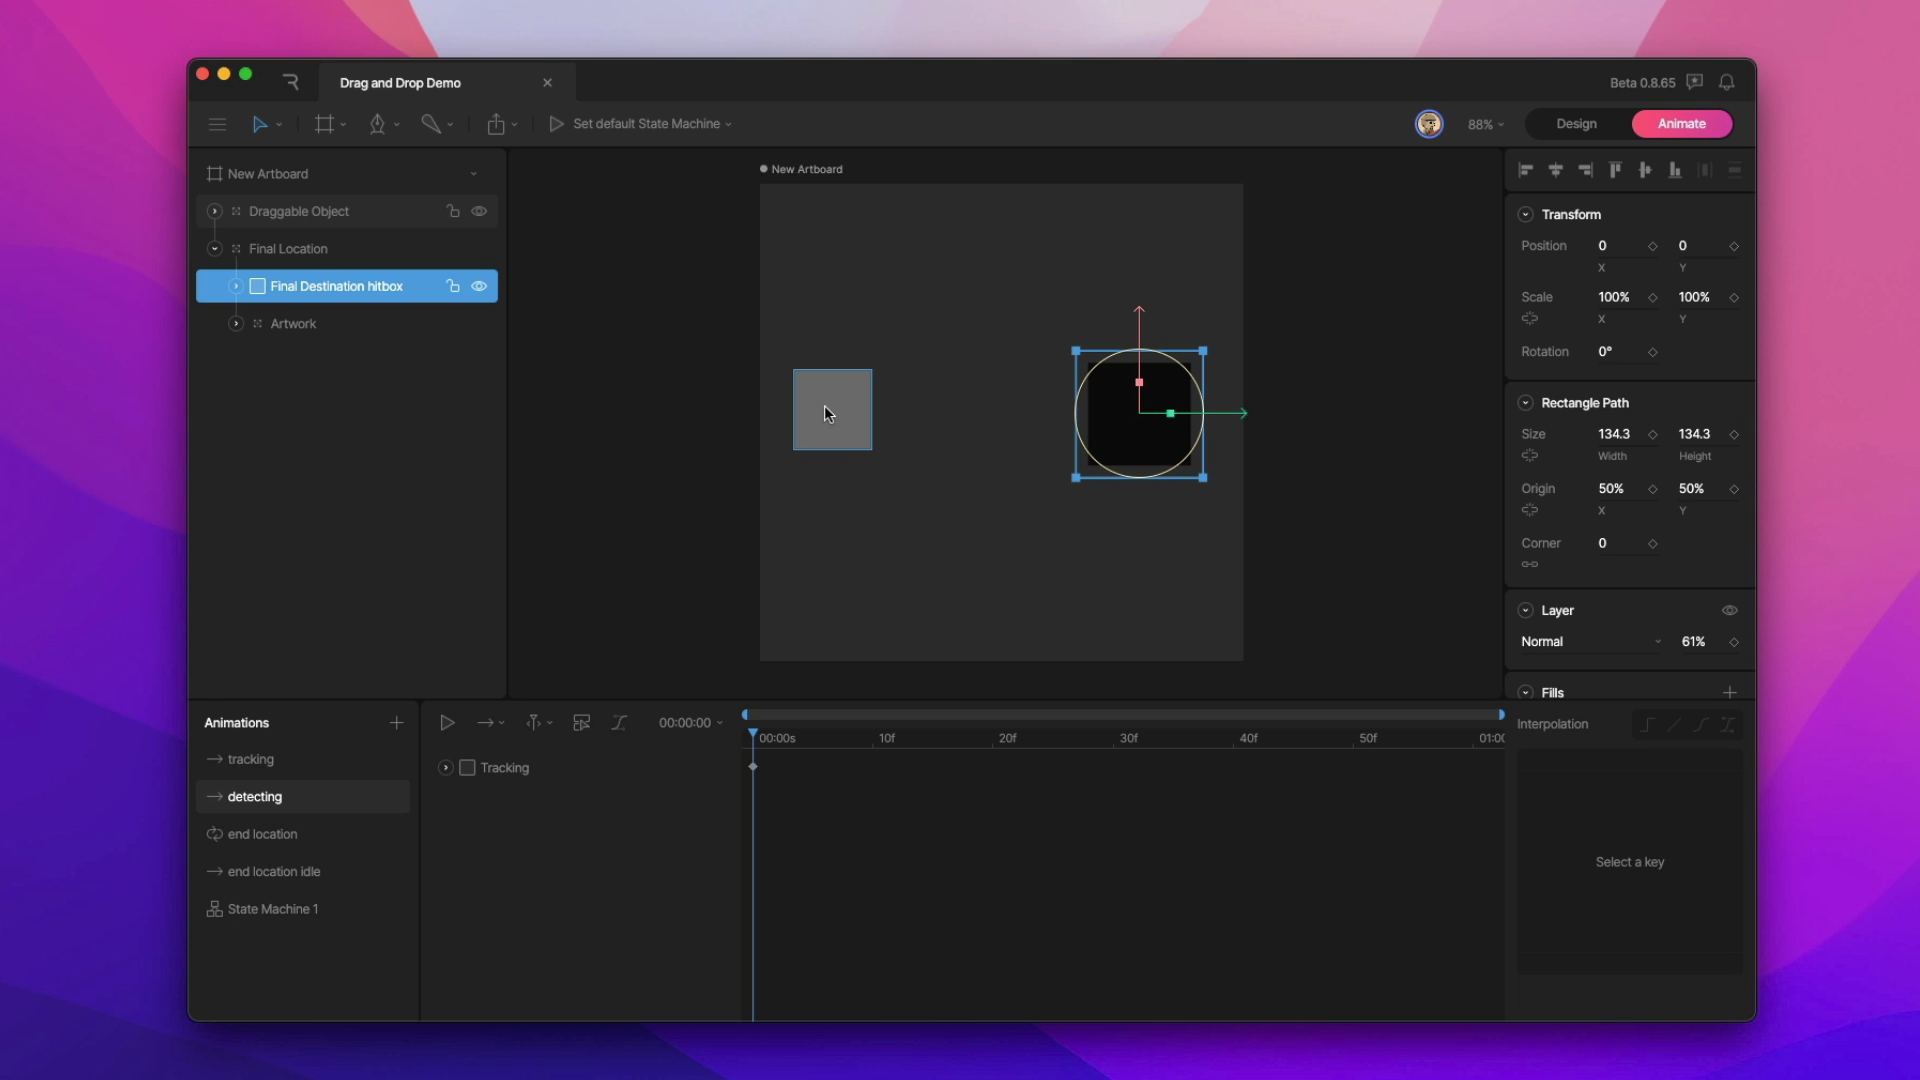 Drag and Drop Demo
Beta 0.8.65
Set default State Machine
88%
Design
Animate
New Artboard
Draggable Object
Final Location
Final Destination hitbox
Artwork
New Artboard
Transform
Position 0 0
X Y
Scale 100% 100%
X Y
Rotation 0°
Rectangle Path
Size 134.3 134.3
Width Height
Origin 50% 50%
X Y
Corner 0
Layer
Normal 61%
Fills
Animations
tracking
detecting
end location
end location idle
State Machine 1
00:00:00
00:00s 10f 20f 30f 40f 50f 01:00
Tracking
Interpolation
Select a key